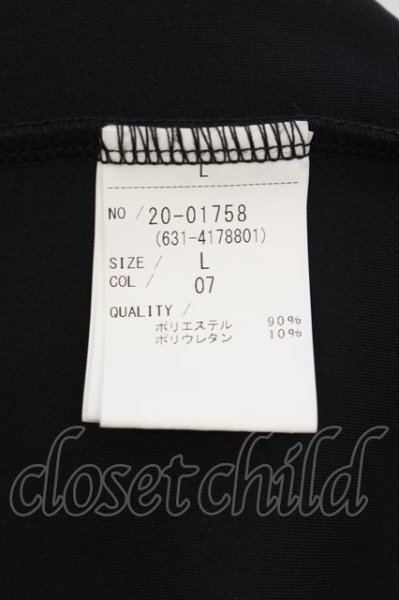 L
NO / 20-01758
(631-4178801)
SIZE / L
COL / 07
QUALITY /
ポリエステル 90%
ポリウレタン 10%
closet child